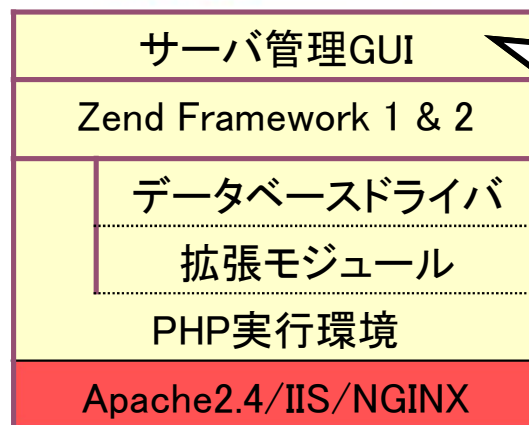 サーバ管理GUI
Zend Framework 1 & 2
データベースドライバ
拡張モジュール
PHP実行環境
Apache2.4/IIS/NGINX